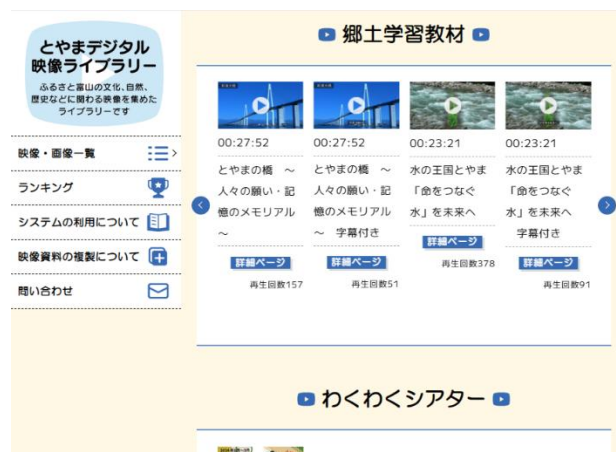 とやまデジタル
映像ライブラリー
ふるさと富山の文化、自然、
歴史などに関わる映像を集めた
ライブラリーです
映像・画像一覧
ランキング
システムの利用について
映像資料の複製について
問い合わせ
郷土学習教材
00:27:52
とやまの橋 ～
人々の願い・記
憶のメモリアル
～
詳細ページ
再生回数157
00:27:52
とやまの橋 ～
人々の願い・記
憶のメモリアル
～ 字幕付き
詳細ページ
再生回数51
00:23:21
水の王国とやま
「命をつなぐ
水」を未来へ
詳細ページ
再生回数378
00:23:21
水の王国とやま
「命をつなぐ
水」を未来へ
字幕付き
詳細ページ
再生回数91
わくわくシアター